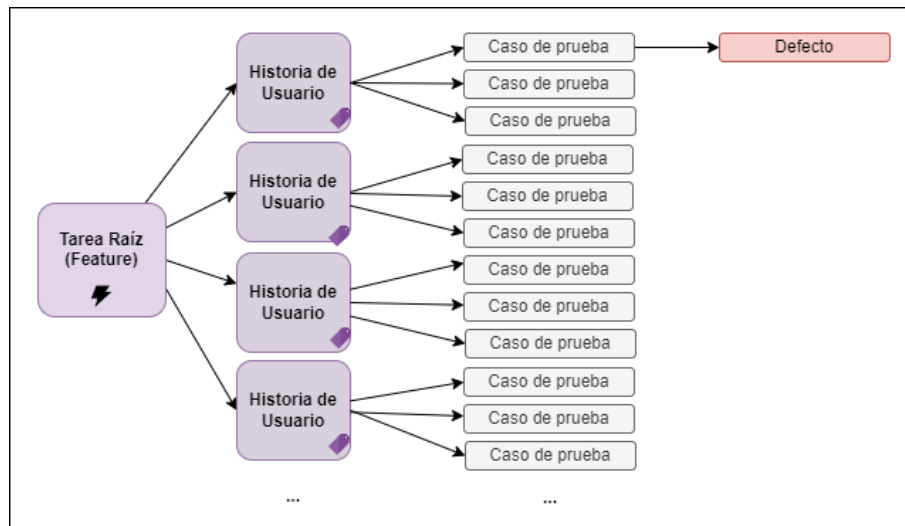 Tarea Raíz
(Feature)
Historia de
Usuario
Caso de prueba
Defecto
Caso de prueba
Caso de prueba
Historia de
Usuario
Caso de prueba
Caso de prueba
Caso de prueba
Historia de
Usuario
Caso de prueba
Caso de prueba
Caso de prueba
Historia de
Usuario
Caso de prueba
Caso de prueba
Caso de prueba
...
...